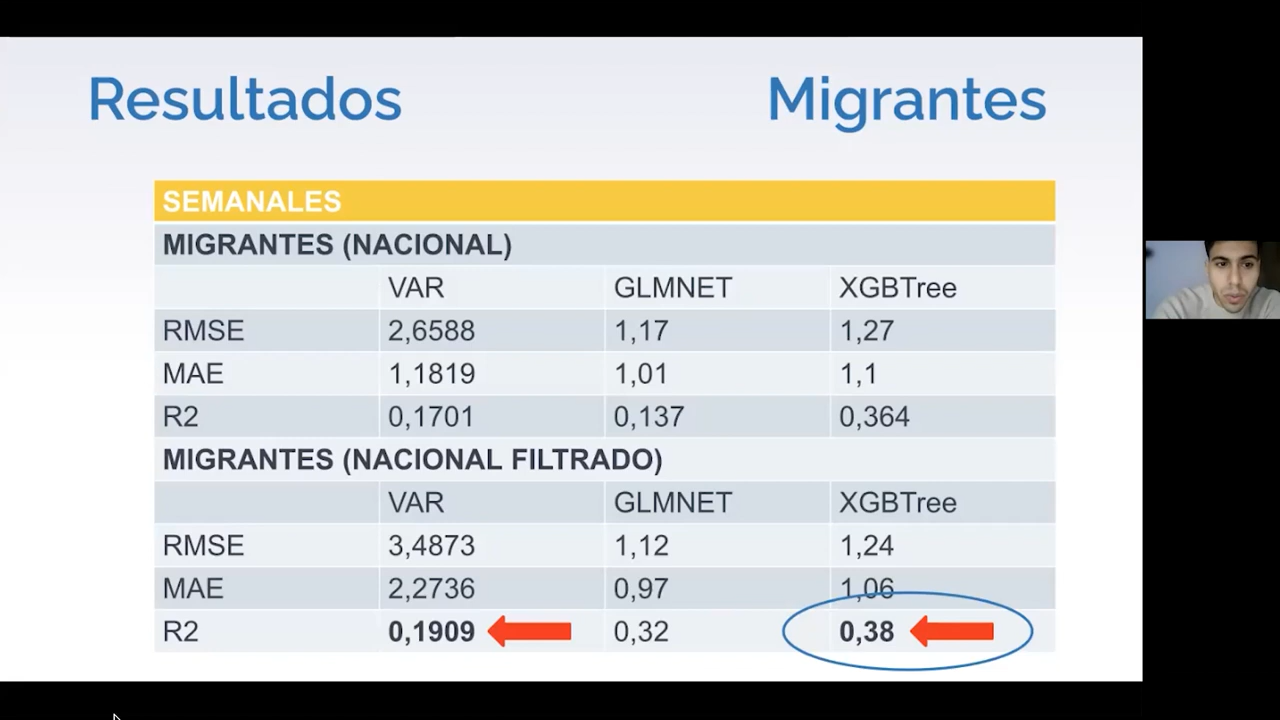 Resultados Migrantes
SEMANALES
MIGRANTES (NACIONAL)
VAR GLMNET XGBTree
RMSE 2,6588 1,17 1,27
MAE 1,1819 1,01 1,1
R2 0,1701 0,137 0,364
MIGRANTES (NACIONAL FILTRADO)
VAR GLMNET XGBTree
RMSE 3,4873 1,12 1,24
MAE 2,2736 0,97 1,06
R2 0,1909 0,32 0,38